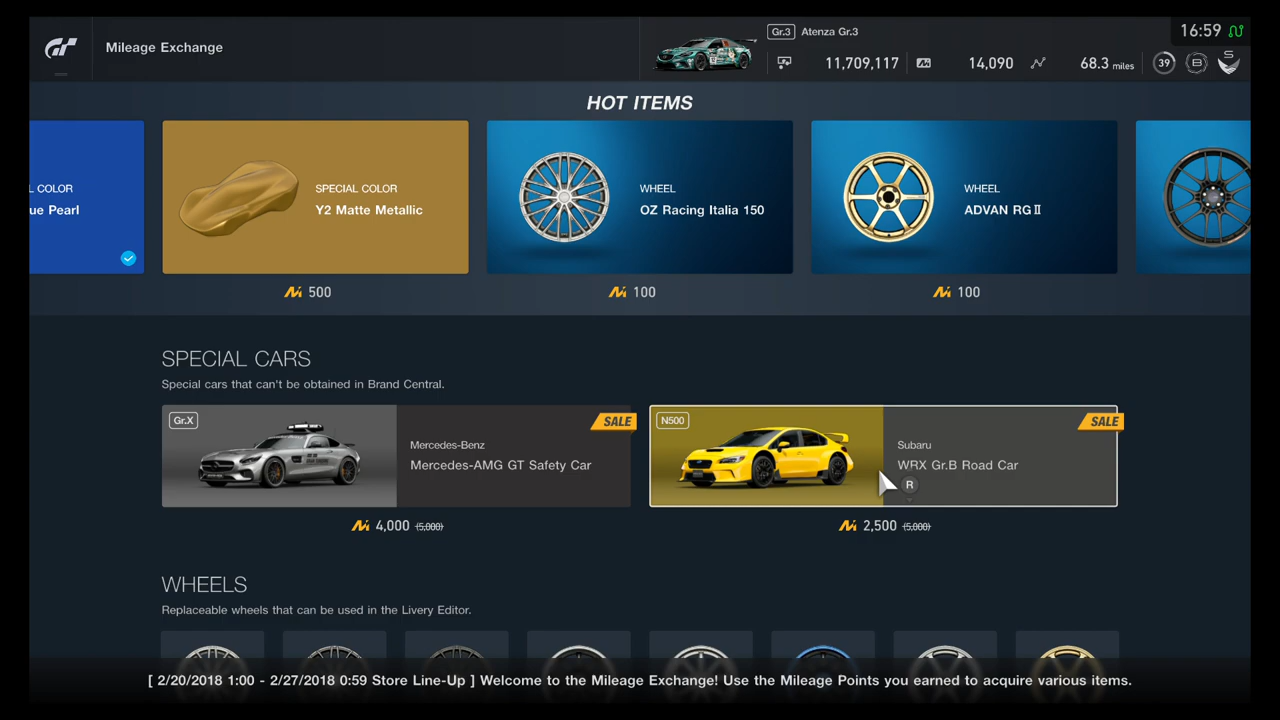 Mileage Exchange
Gr.3 Atenza Gr.3
11,709,117 14,090 68.3 miles 39 B S
16:59
HOT ITEMS
L COLOR
ue Pearl
SPECIAL COLOR
Y2 Matte Metallic
500
WHEEL
OZ Racing Italia 150
100
WHEEL
ADVAN RGⅡ
100
SPECIAL CARS
Special cars that can't be obtained in Brand Central.
Gr.X
SALE
Mercedes-Benz
Mercedes-AMG GT Safety Car
4,000 (5,000)
N500
SALE
Subaru
WRX Gr.B Road Car
R
2,500 (5,000)
WHEELS
Replaceable wheels that can be used in the Livery Editor.
[ 2/20/2018 1:00 - 2/27/2018 0:59 Store Line-Up ] Welcome to the Mileage Exchange! Use the Mileage Points you earned to acquire various items.